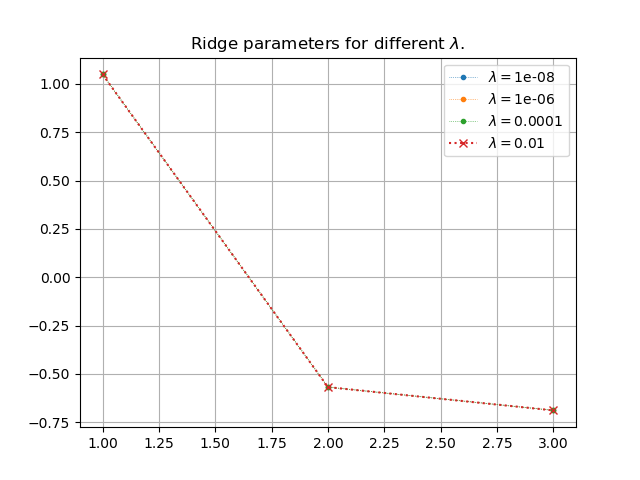 Ridge parameters for different λ.
λ = 1e-08
λ = 1e-06
λ = 0.0001
λ = 0.01
1.00
0.75
0.50
0.25
0.00
−0.25
−0.50
−0.75
1.00 1.25 1.50 1.75 2.00 2.25 2.50 2.75 3.00